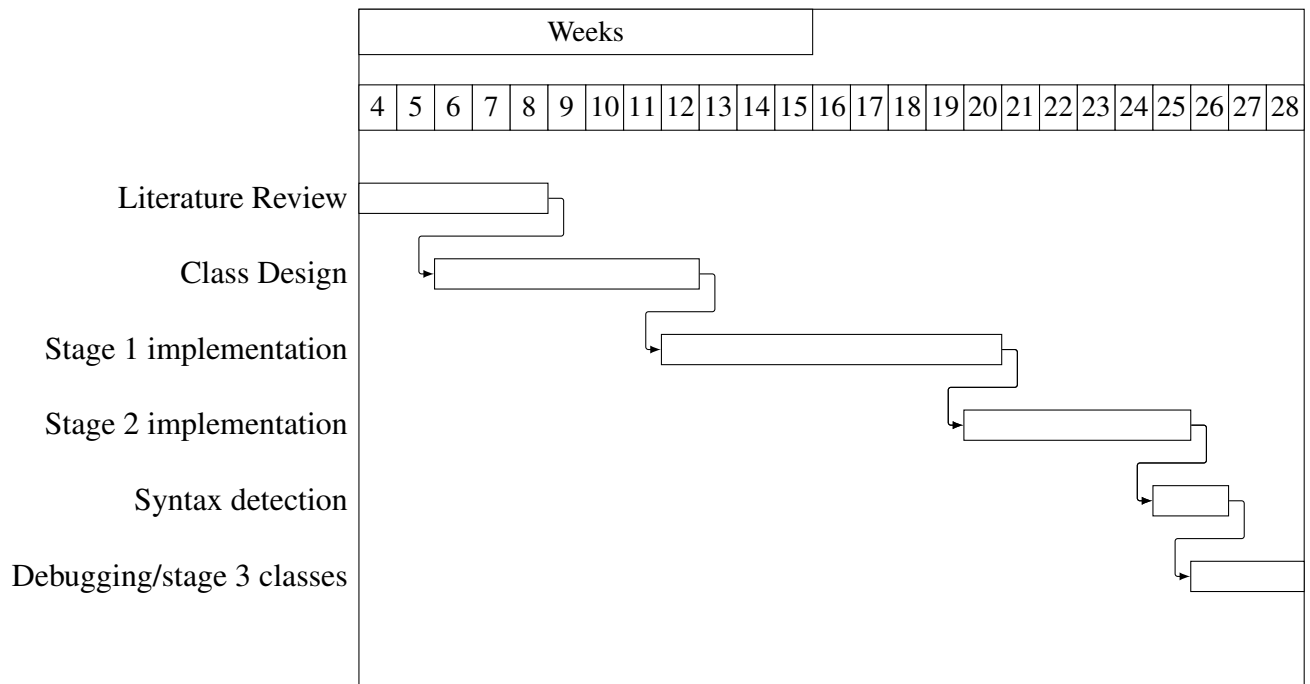 Weeks
4 5 6 7 8 9 10 11 12 13 14 15 16 17 18 19 20 21 22 23 24 25 26 27 28
Literature Review
Class Design
Stage 1 implementation
Stage 2 implementation
Syntax detection
Debugging/stage 3 classes